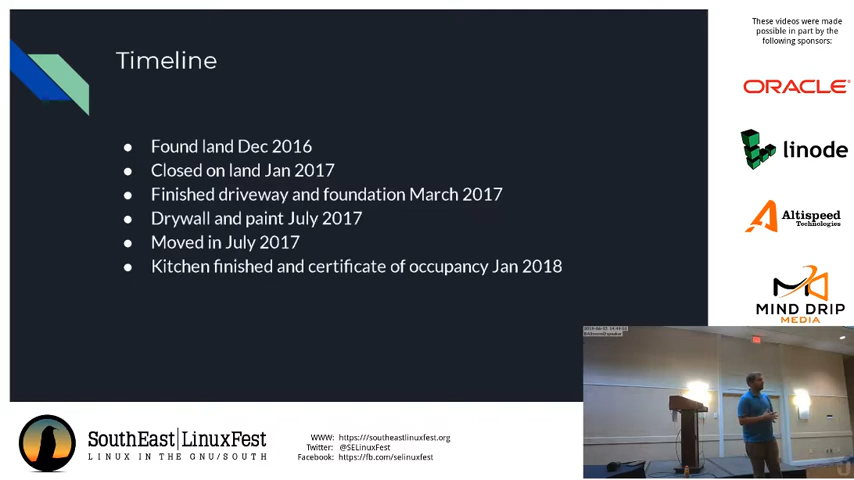 These videos were made
possible in part by the
following sponsors:
Timeline
ORACLE®
● Found land Dec 2016
linode
● Closed on land Jan 2017
● Finished driveway and foundation March 2017
● Drywall and paint July 2017
Altispeed
Technologies
● Moved in July 2017
● Kitchen finished and certificate of occupancy Jan 2018
MIND DRIP
MEDIA
SouthEast|LinuxFest
LINUX IN THE GNU/SOUTH
WWW: https://southeastlinuxfest.org
Twitter: @SELinuxFest
Facebook: https://fb.com/selinuxfest